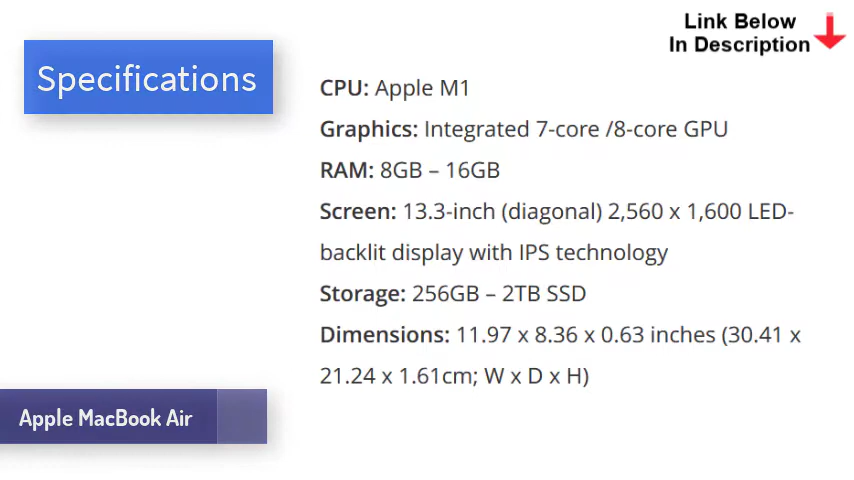 Link Below
In Description
Specifications
CPU: Apple M1
Graphics: Integrated 7-core /8-core GPU
RAM: 8GB – 16GB
Screen: 13.3-inch (diagonal) 2,560 x 1,600 LED-
backlit display with IPS technology
Storage: 256GB – 2TB SSD
Dimensions: 11.97 x 8.36 x 0.63 inches (30.41 x
21.24 x 1.61cm; W x D x H)
Apple MacBook Air